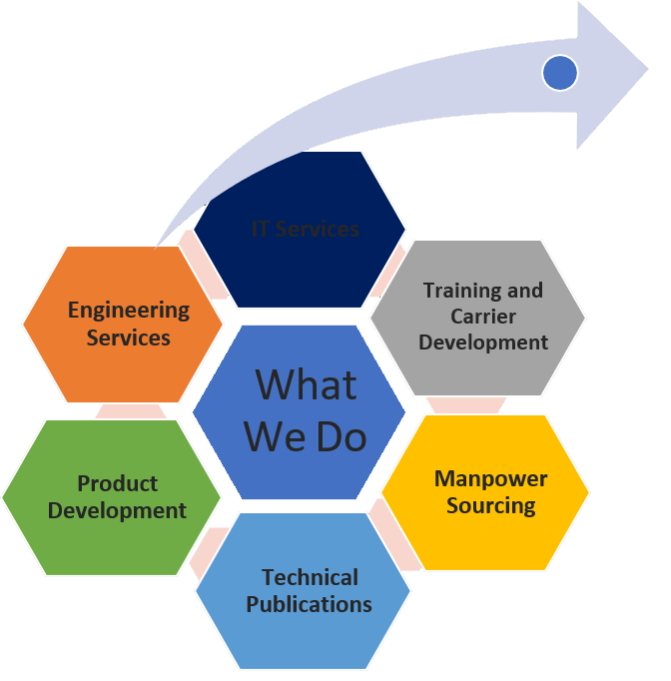 IT Services
Engineering
Services
Training and
Carrier
Development
What
We Do
Product
Development
Manpower
Sourcing
Technical
Publications